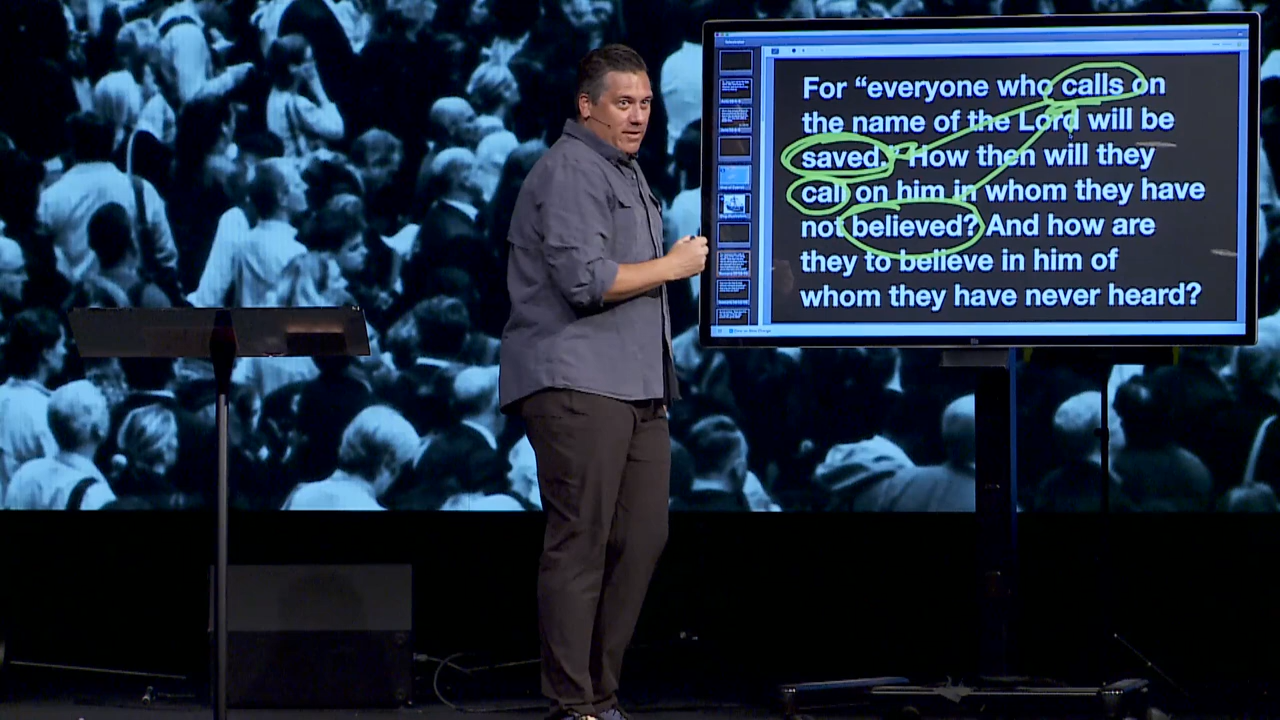 For “everyone who calls on
the name of the Lord will be
saved.” How then will they
call on him in whom they have
not believed? And how are
they to believe in him of
whom they have never heard?